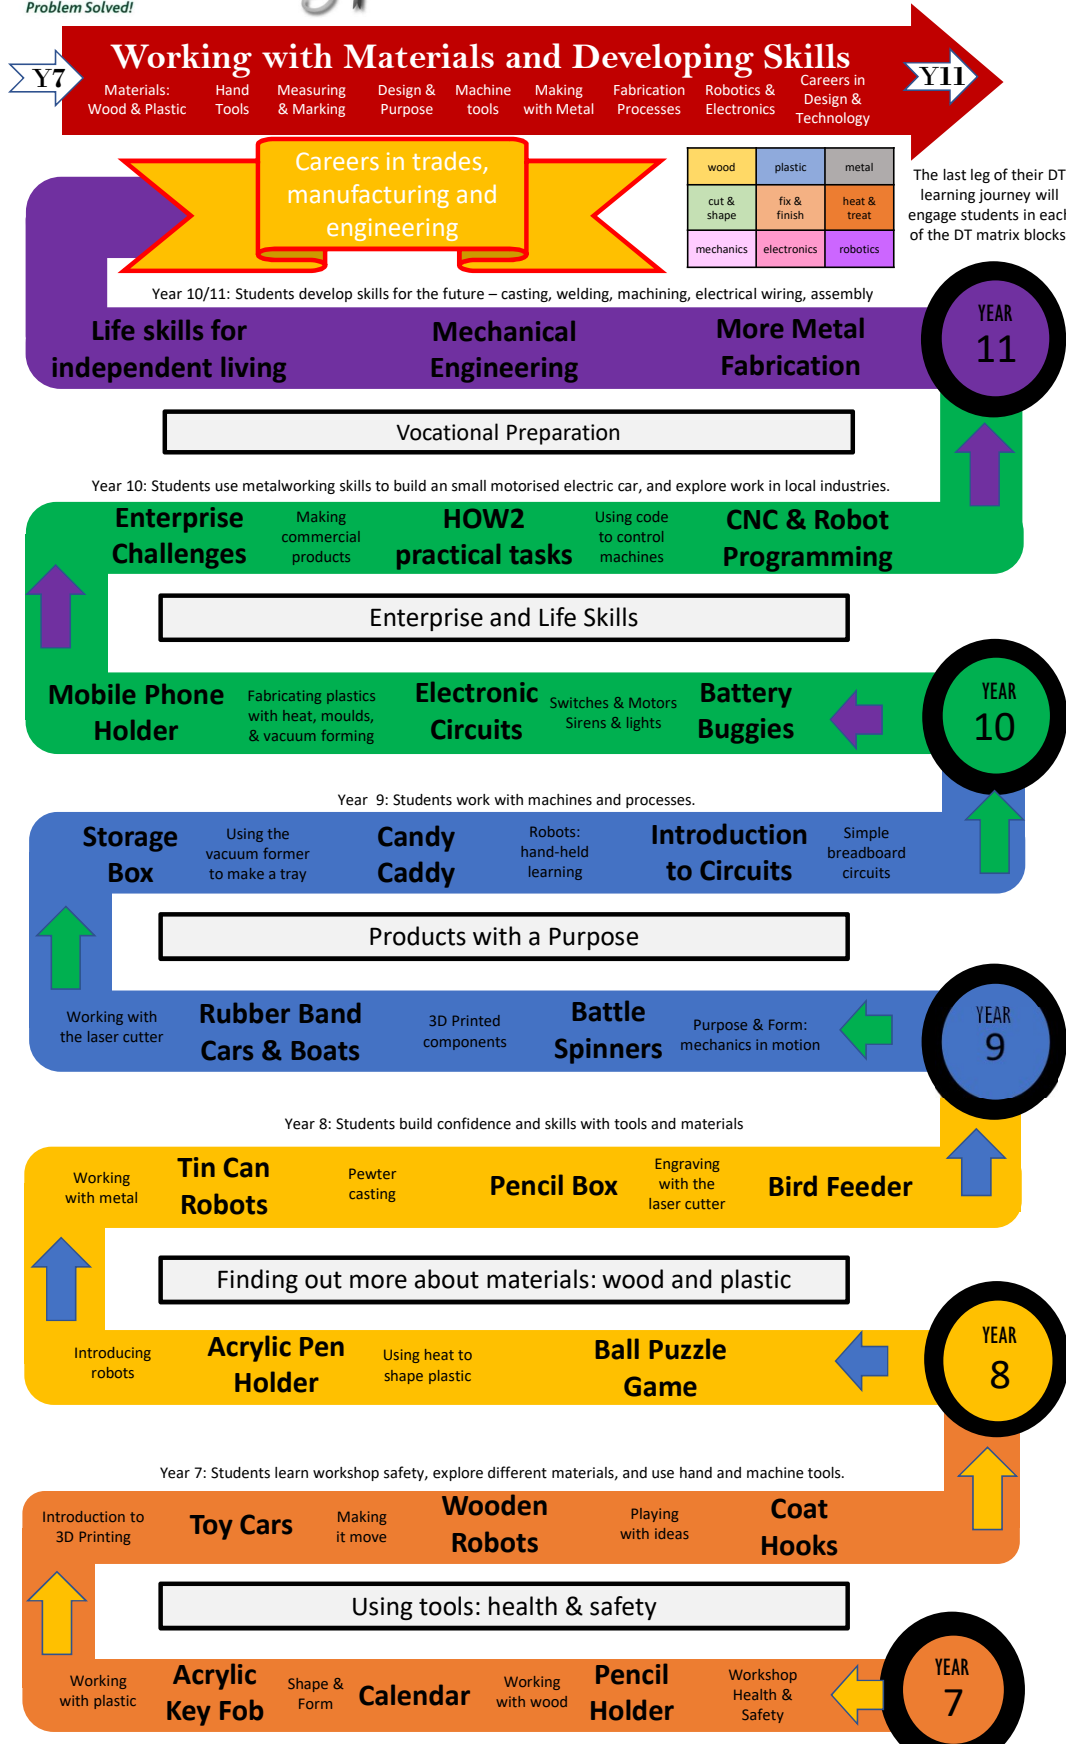 Problem Solved!
Working with Materials and Developing Skills
Y7
Y11
Materials:
Wood & Plastic
Hand
Tools
Measuring
& Marking
Design &
Purpose
Machine
tools
Making
with Metal
Fabrication
Processes
Robotics &
Electronics
Careers in
Design &
Technology
Careers in trades,
manufacturing and
engineering
wood
plastic
metal
cut &
shape
fix &
finish
heat &
treat
mechanics
electronics
robotics
The last leg of their DT
learning journey will
engage students in each
of the DT matrix blocks
Year 10/11: Students develop skills for the future – casting, welding, machining, electrical wiring, assembly
Life skills for
independent living
Mechanical
Engineering
More Metal
Fabrication
YEAR
11
Vocational Preparation
Year 10: Students use metalworking skills to build an small motorised electric car, and explore work in local industries.
Enterprise
Challenges
Making
commercial
products
HOW2
practical tasks
Using code
to control
machines
CNC & Robot
Programming
Enterprise and Life Skills
Mobile Phone
Holder
Fabricating plastics
with heat, moulds,
& vacuum forming
Electronic
Circuits
Switches & Motors
Sirens & lights
Battery
Buggies
YEAR
10
Year 9: Students work with machines and processes.
Storage
Box
Using the
vacuum former
to make a tray
Candy
Caddy
Robots:
hand-held
learning
Introduction
to Circuits
Simple
breadboard
circuits
Products with a Purpose
Working with
the laser cutter
Rubber Band
Cars & Boats
3D Printed
components
Battle
Spinners
Purpose & Form:
mechanics in motion
YEAR
9
Year 8: Students build confidence and skills with tools and materials
Working
with metal
Tin Can
Robots
Pewter
casting
Pencil Box
Engraving
with the
laser cutter
Bird Feeder
Finding out more about materials: wood and plastic
Introducing
robots
Acrylic Pen
Holder
Using heat to
shape plastic
Ball Puzzle
Game
YEAR
8
Year 7: Students learn workshop safety, explore different materials, and use hand and machine tools.
Introduction to
3D Printing
Toy Cars
Making
it move
Wooden
Robots
Playing
with ideas
Coat
Hooks
Using tools: health & safety
Working
with plastic
Acrylic
Key Fob
Shape &
Form
Calendar
Working
with wood
Pencil
Holder
Workshop
Health &
Safety
YEAR
7